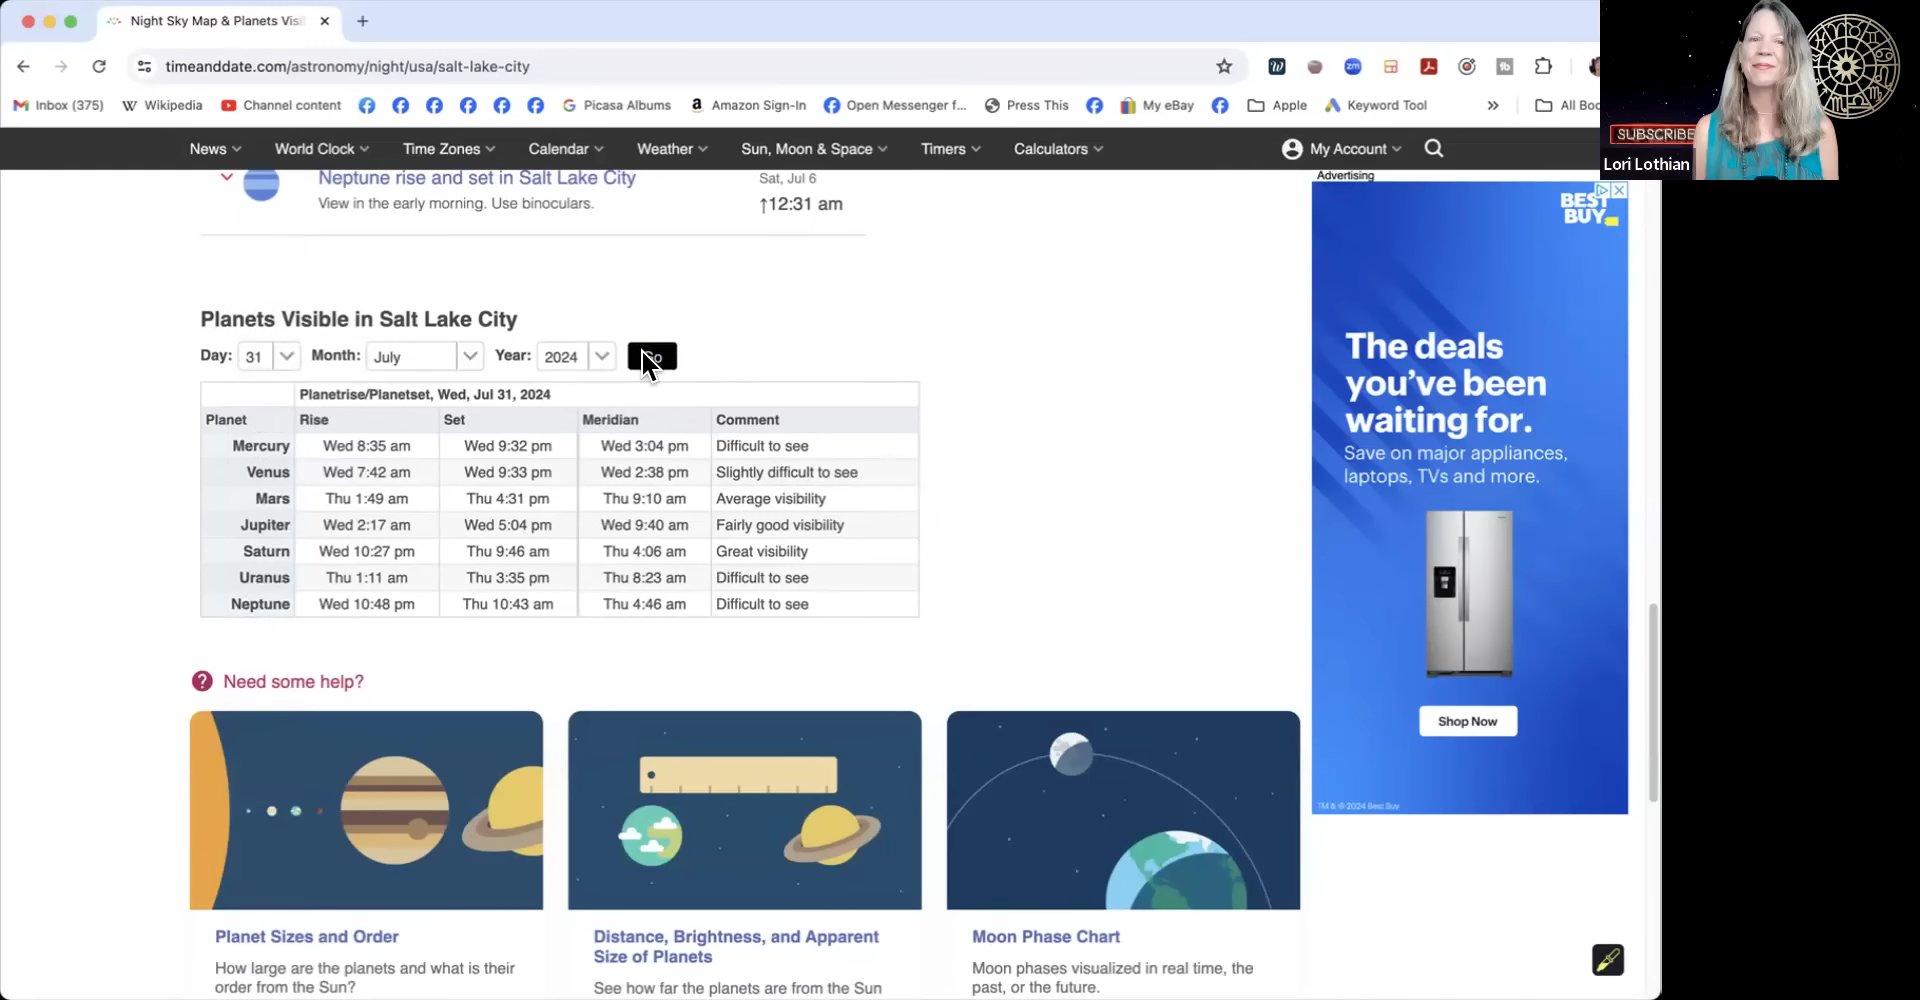 Night Sky Map & Planets Visi
timeanddate.com/astronomy/night/usa/salt-lake-city
Inbox (375) Wikipedia Channel content Picasa Albums Amazon Sign-In Open Messenger f... Press This My eBay Apple Keyword Tool » All Boo
SUBSCRIBE
Lori Lothian
News World Clock Time Zones Calendar Weather Sun, Moon & Space Timers Calculators My Account
Neptune rise and set in Salt Lake City Sat, Jul 6
View in the early morning. Use binoculars. ↑12:31 am
Advertising
BEST
BUY
Planets Visible in Salt Lake City
Day: 31 Month: July Year: 2024
Planetrise/Planetset, Wed, Jul 31, 2024
Planet Rise Set Meridian Comment
Mercury Wed 8:35 am Wed 9:32 pm Wed 3:04 pm Difficult to see
Venus Wed 7:42 am Wed 9:33 pm Wed 2:38 pm Slightly difficult to see
Mars Thu 1:49 am Thu 4:31 pm Thu 9:10 am Average visibility
Jupiter Wed 2:17 am Wed 5:04 pm Wed 9:40 am Fairly good visibility
Saturn Wed 10:27 pm Thu 9:46 am Thu 4:06 am Great visibility
Uranus Thu 1:11 am Thu 3:35 pm Thu 8:23 am Difficult to see
Neptune Wed 10:48 pm Thu 10:43 am Thu 4:46 am Difficult to see
The deals
you've been
waiting for.
Save on major appliances,
laptops, TVs and more.
Shop Now
TM & © 2024 Best Buy
Need some help?
Planet Sizes and Order
How large are the planets and what is their
order from the Sun?
Distance, Brightness, and Apparent
Size of Planets
See how far the planets are from the Sun
Moon Phase Chart
Moon phases visualized in real time, the
past, or the future.